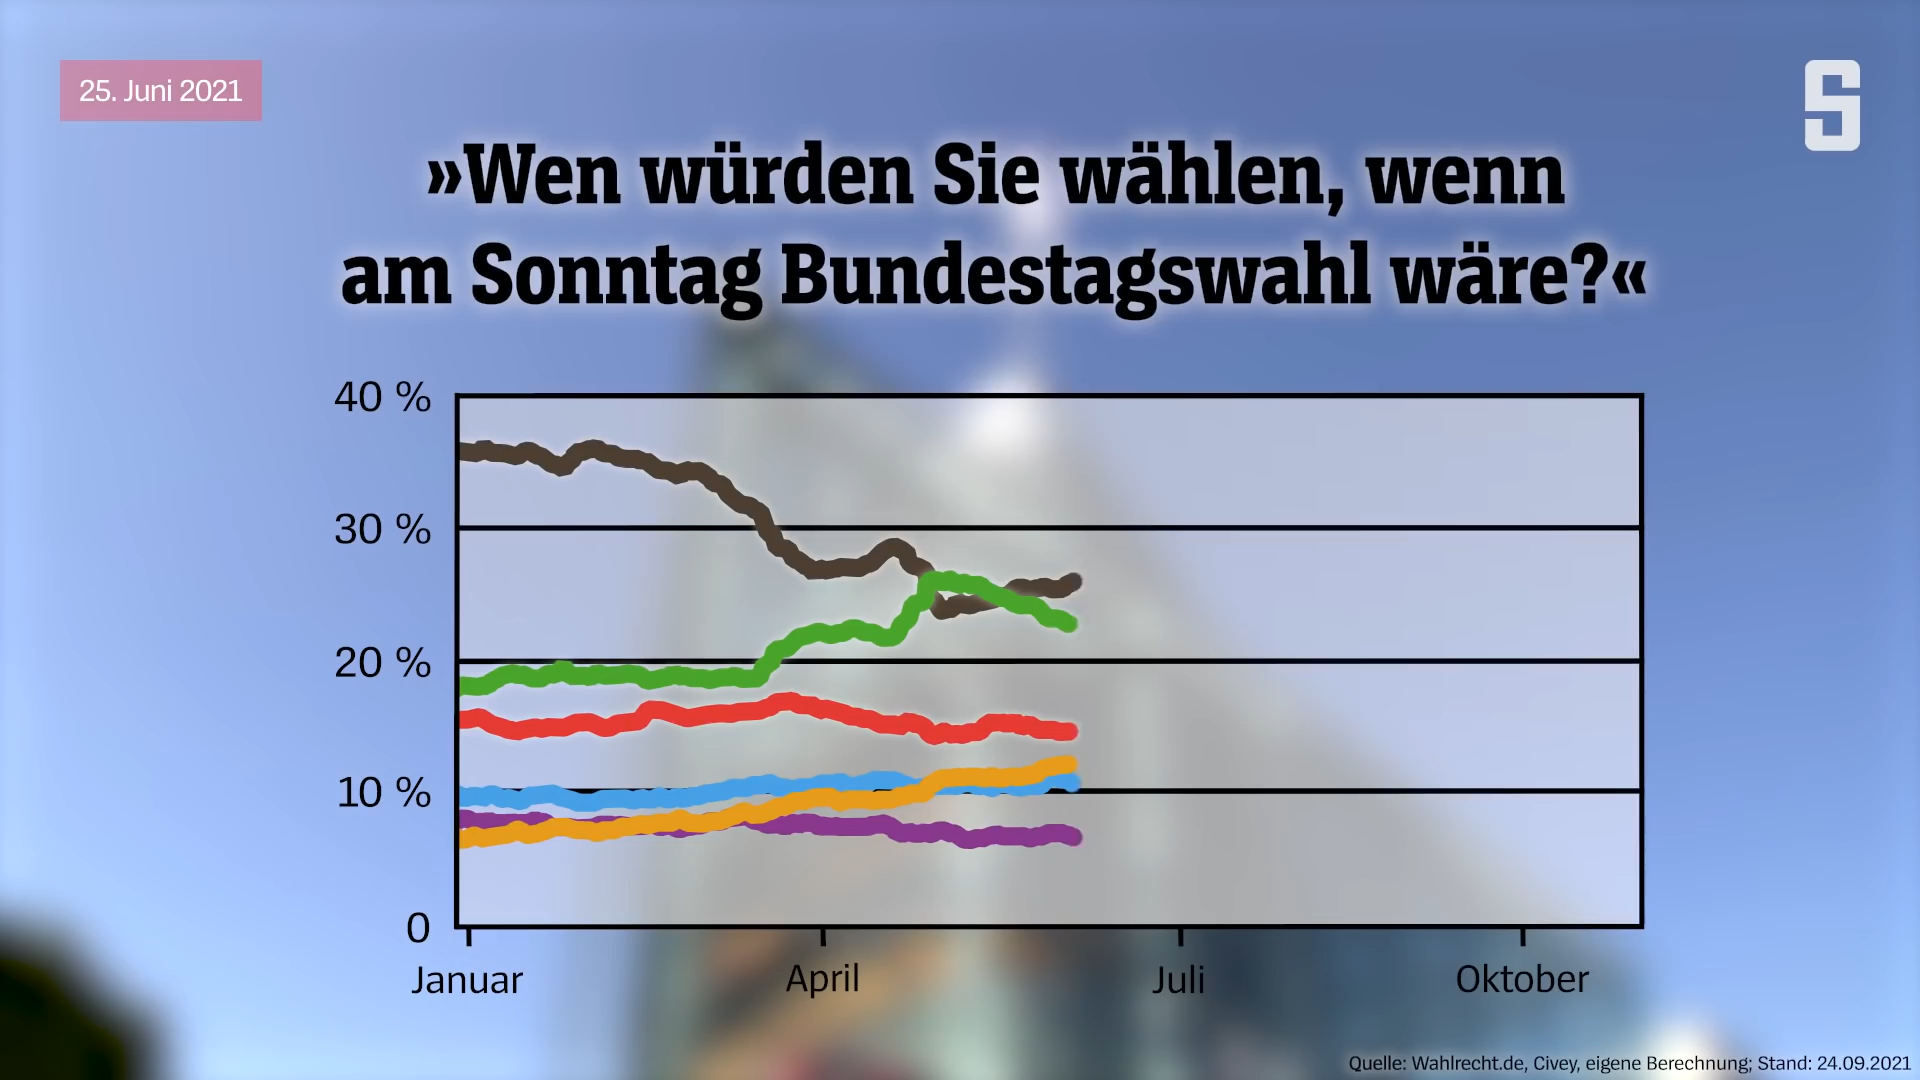 25. Juni 2021
S
»Wen würden Sie wählen, wenn
am Sonntag Bundestagswahl wäre?«
40 %
30 %
20 %
10 %
0
Januar
April
Juli
Oktober
Quelle: Wahlrecht.de, Civey, eigene Berechnung; Stand: 24.09.2021